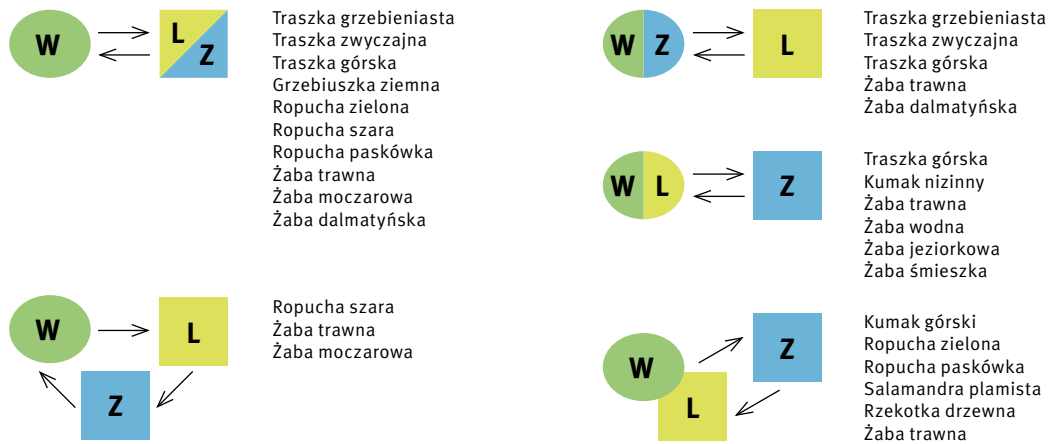 W
L
Z
Traszka grzebieniasta
Traszka zwyczajna
Traszka górska
Grzebiuszka ziemna
Ropucha zielona
Ropucha szara
Ropucha paskówka
Żaba trawna
Żaba moczarowa
Żaba dalmatyńska
W Z
L
Traszka grzebieniasta
Traszka zwyczajna
Traszka górska
Żaba trawna
Żaba dalmatyńska
W L
Z
Traszka górska
Kumak nizinny
Żaba trawna
Żaba wodna
Żaba jeziorkowa
Żaba śmieszka
W
L
Z
Ropucha szara
Żaba trawna
Żaba moczarowa
W
Z
L
Kumak górski
Ropucha zielona
Ropucha paskówka
Salamandra plamista
Rzekotka drzewna
Żaba trawna